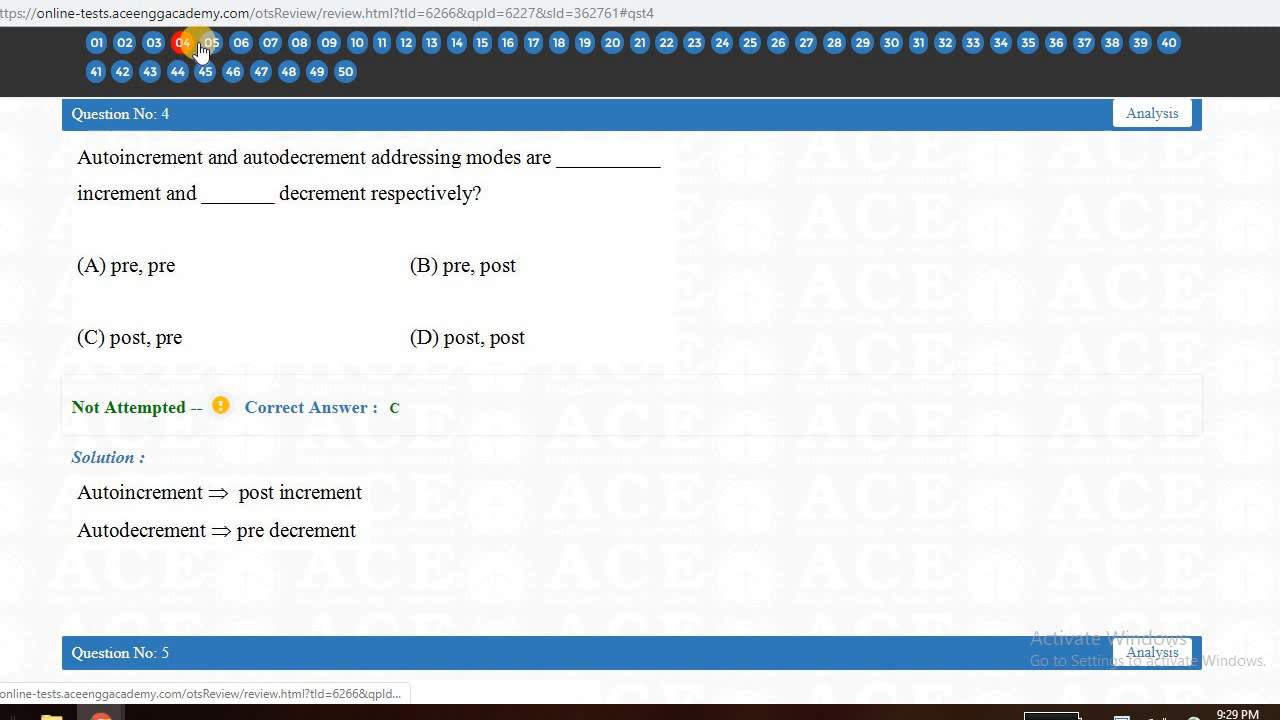 ttps://online-tests.aceenggacademy.com/otsReview/review.html?tId=6266&qpId=6227&sId=362761#qst4
01 02 03 04 05 06 07 08 09 10 11 12 13 14 15 16 17 18 19 20 21 22 23 24 25 26 27 28 29 30 31 32 33 34 35 36 37 38 39 40
41 42 43 44 45 46 47 48 49 50
Question No: 4 Analysis
Autoincrement and autodecrement addressing modes are __________
increment and _______ decrement respectively?
(A) pre, pre (B) pre, post
(C) post, pre (D) post, post
Not Attempted -- Correct Answer : C
Solution :
Autoincrement ⇒ post increment
Autodecrement ⇒ pre decrement
ACE ACE ACE ACE ACE
Activate Windows
Question No: 5 Analysis
Go to Settings to activate Windows.
online-tests.aceenggacademy.com/otsReview/review.html?tId=6266&qpId...
9:29 PM